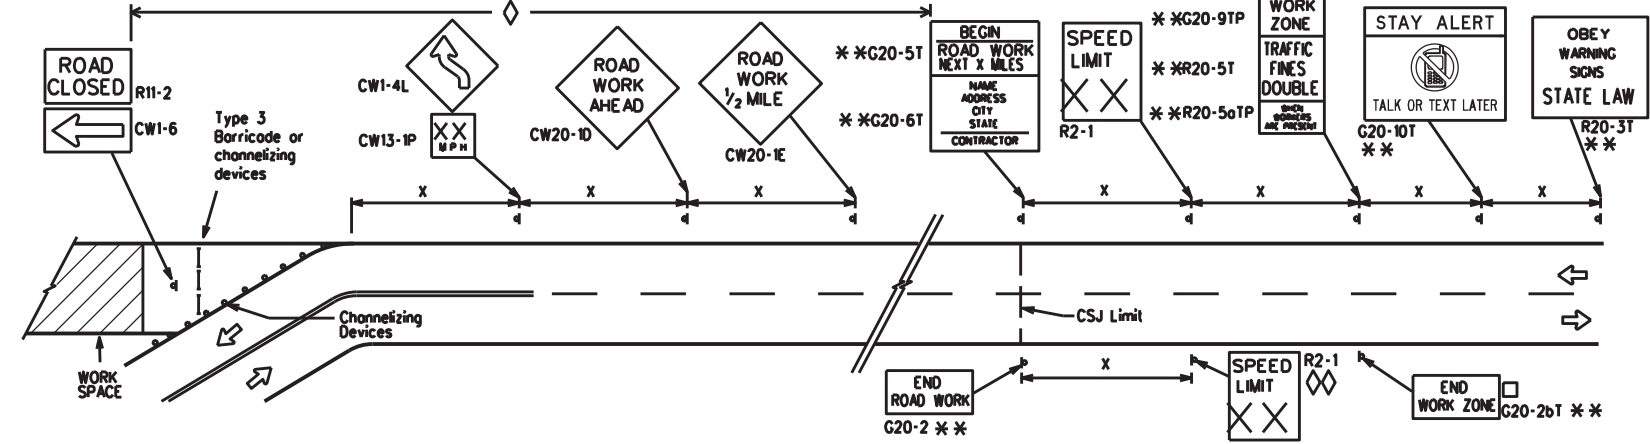 ROAD
CLOSED
R11-2
CW1-6
Type 3
Barricade or
channelizing
devices
CW1-4L
XX
MPH
CW13-1P
ROAD
WORK
AHEAD
CW20-1D
ROAD
WORK
1/2 MILE
CW20-1E
* *G20-5T
* *G20-6T
BEGIN
ROAD WORK
NEXT X MILES
NAME
ADDRESS
CITY
STATE
CONTRACTOR
SPEED
LIMIT
XX
R2-1
* *G20-9TP
* *R20-5T
* *R20-5aTP
WORK
ZONE
TRAFFIC
FINES
DOUBLE
WHEN
WORKERS
ARE PRESENT
STAY ALERT
TALK OR TEXT LATER
G20-10T
* *
OBEY
WARNING
SIGNS
STATE LAW
R20-3T
* *
X
X
X
X
X
X
X
Channelizing
Devices
WORK
SPACE
CSJ Limit
X
END
ROAD WORK
G20-2 * *
SPEED
LIMIT
XX
R2-1
END
WORK ZONE
G20-2bT * *